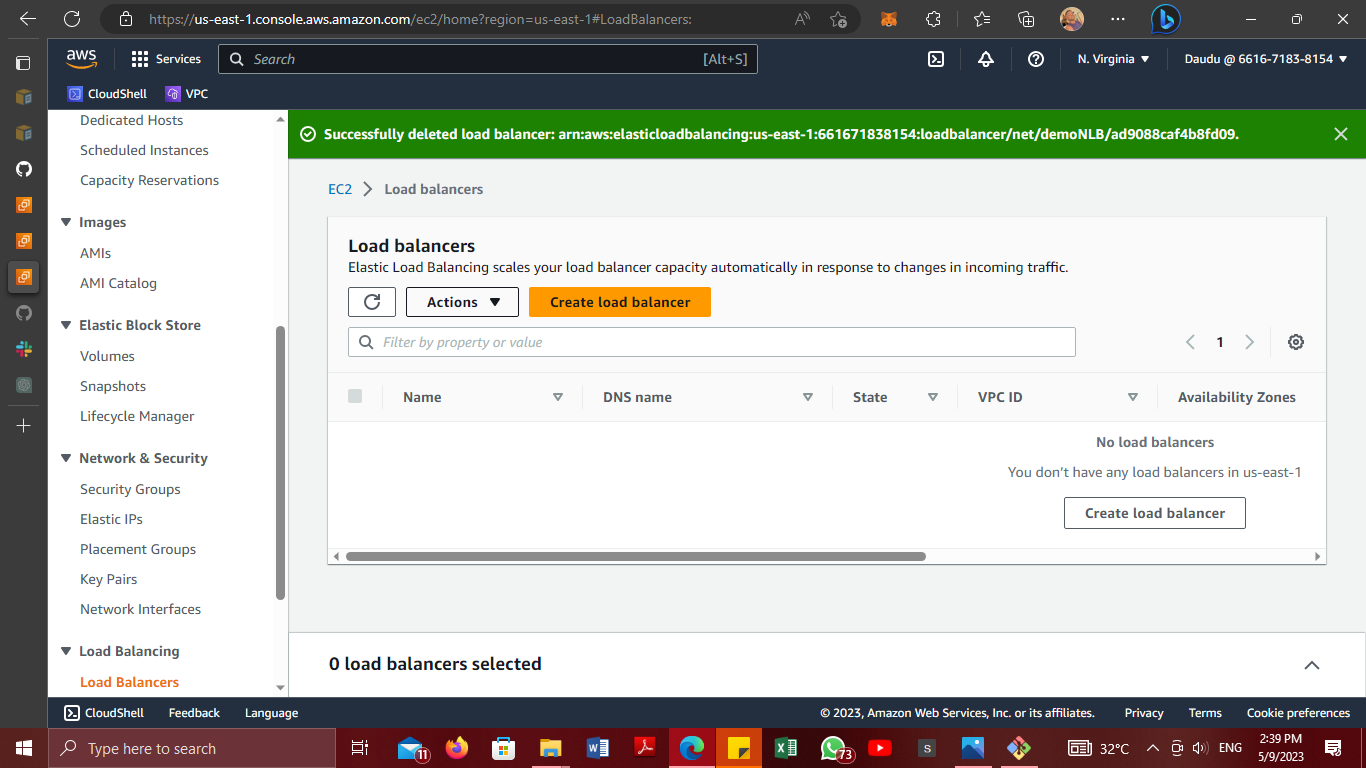 https://us-east-1.console.aws.amazon.com/ec2/home?region=us-east-1#LoadBalancers:
aws
Services
Search
[Alt+S]
N. Virginia
Daudu @ 6616-7183-8154
CloudShell
VPC
Dedicated Hosts
Scheduled Instances
Capacity Reservations
Images
AMIs
AMI Catalog
Elastic Block Store
Volumes
Snapshots
Lifecycle Manager
Network & Security
Security Groups
Elastic IPs
Placement Groups
Key Pairs
Network Interfaces
Load Balancing
Load Balancers
Successfully deleted load balancer: arn:aws:elasticloadbalancing:us-east-1:661671838154:loadbalancer/net/demoNLB/ad9088caf4b8fd09.
EC2 > Load balancers
Load balancers
Elastic Load Balancing scales your load balancer capacity automatically in response to changes in incoming traffic.
Actions
Create load balancer
Filter by property or value
1
Name
DNS name
State
VPC ID
Availability Zones
No load balancers
You don't have any load balancers in us-east-1
Create load balancer
0 load balancers selected
CloudShell
Feedback
Language
© 2023, Amazon Web Services, Inc. or its affiliates.
Privacy
Terms
Cookie preferences
Type here to search
11
73
S
32°C
ENG
2:39 PM
5/9/2023